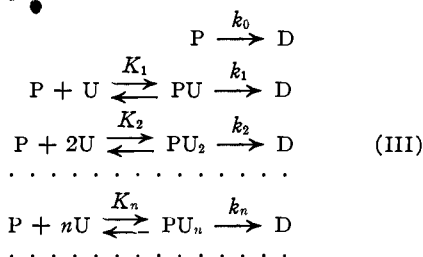 P —k₀→ D
P + U ⇌ (K₁) PU —k₁→ D
P + 2U ⇌ (K₂) PU₂ —k₂→ D (III)
. . . . . . . . . . . . . . . .
P + nU ⇌ (Kₙ) PUₙ —kₙ→ D
. . . . . . . . . . . . . . . .